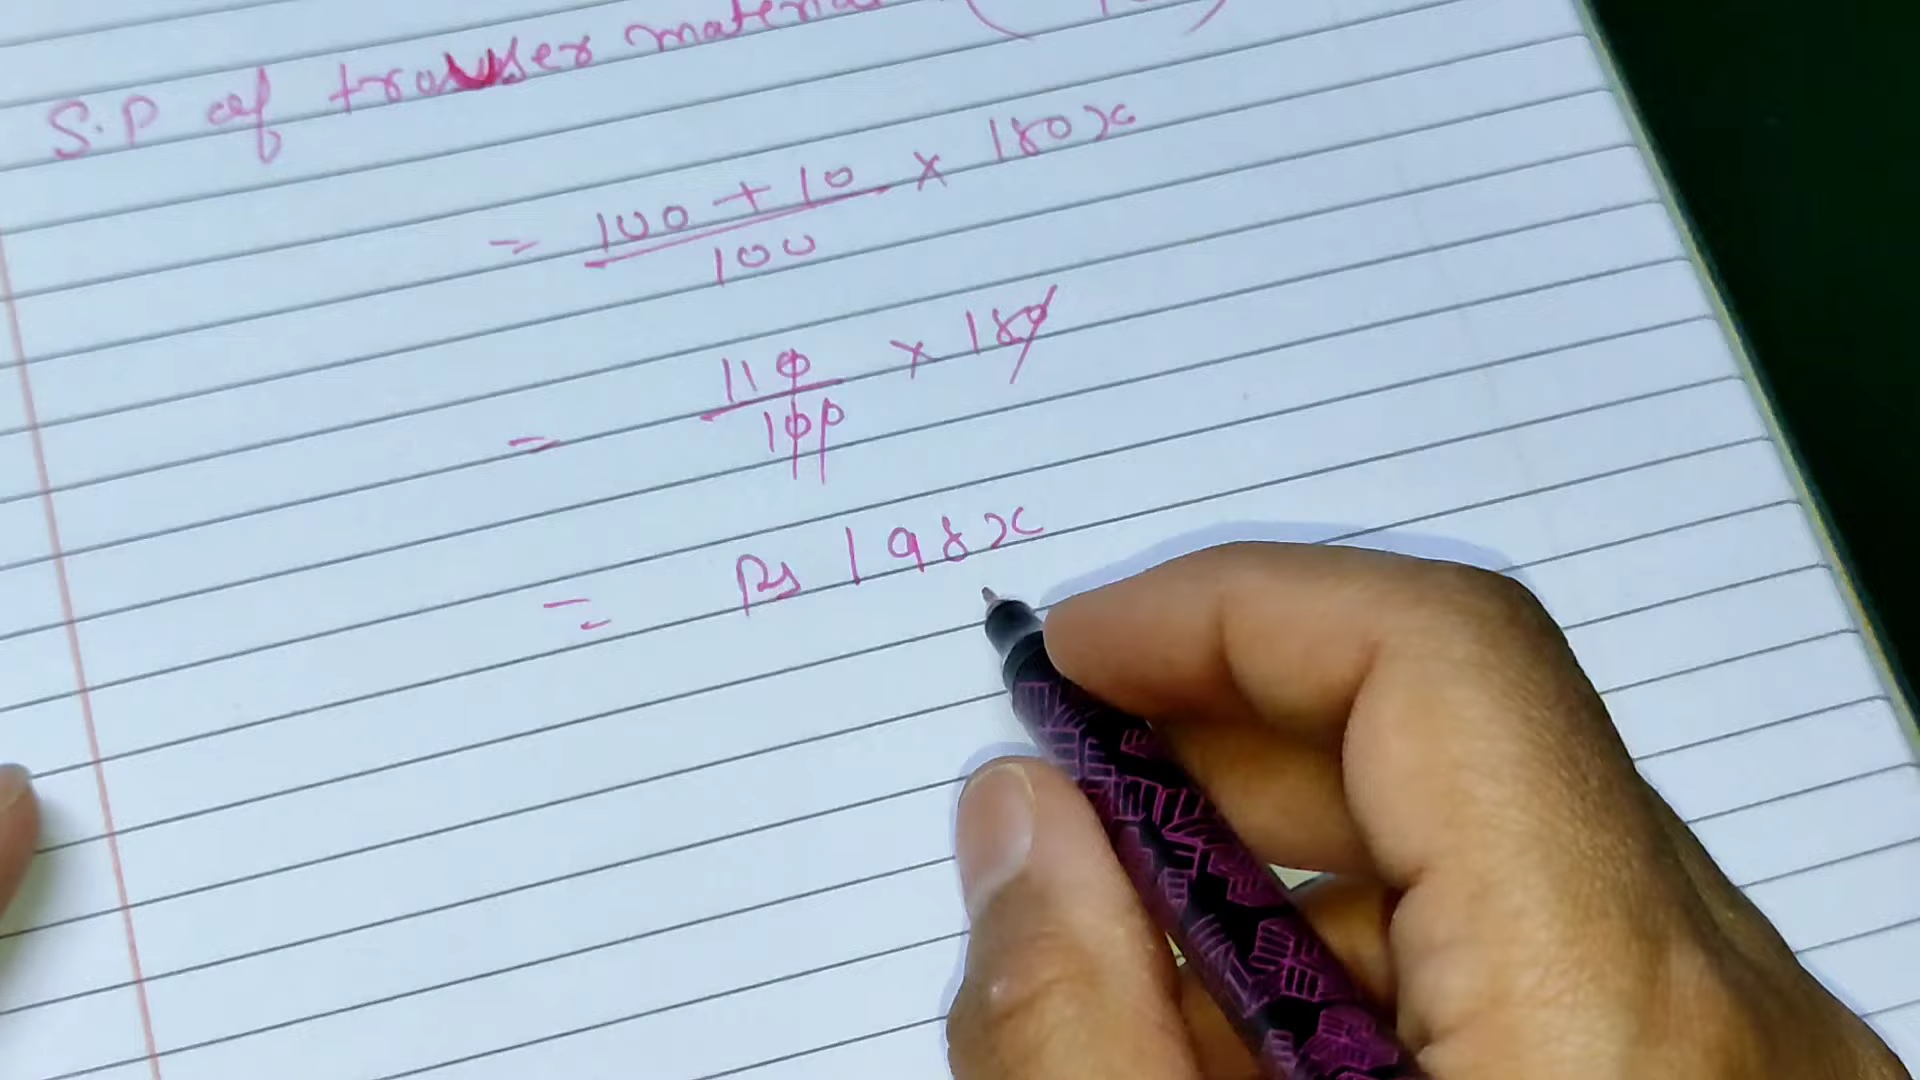 S.P of trouser material
= 100 + 10 / 100 × 180x
= 110 / 100 × 180
= Rs 198x